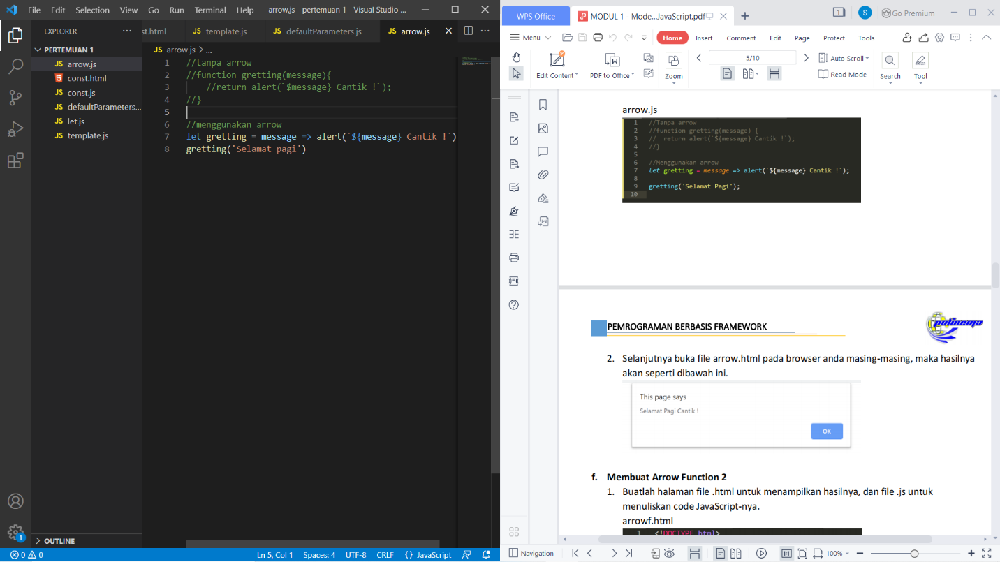 File Edit Selection View Go Run Terminal Help arrow.js - pertemuan 1 - Visual Studio ...
EXPLORER
PERTEMUAN 1
JS arrow.js
const.html
JS const.js
JS defaultParameters...
JS let.js
JS template.js
OUTLINE
st.html JS template.js JS defaultParameters.js JS arrow.js
JS arrow.js > ...
1 //tanpa arrow
2 //function gretting(message){
3 //return alert(`$message} Cantik !`);
4 //}
5
6 //menggunakan arrow
7 let gretting = message => alert(`${message} Cantik !`)
8 gretting('Selamat pagi')
1
0 0 Ln 5, Col 1 Spaces: 4 UTF-8 CRLF {} JavaScript
WPS Office MODUL 1 - Mode...JavaScript.pdf 1 S Go Premium
Menu Home Insert Comment Edit Page Protect Tools
Edit Content PDF to Office Zoom 5/10 Auto Scroll Read Mode Search Tool
arrow.js
1 //Tanpa arrow
2 //function gretting(message) {
3 // return alert(`${message} Cantik !`);
4 //}
5
6 //Menggunakan arrow
7 let gretting = message => alert(`${message} Cantik !`);
8
9 gretting('Selamat Pagi');
10
PEMROGRAMAN BERBASIS FRAMEWORK
polinema
2. Selanjutnya buka file arrow.html pada browser anda masing-masing, maka hasilnya
akan seperti dibawah ini.
This page says
Selamat Pagi Cantik !
OK
f. Membuat Arrow Function 2
1. Buatlah halaman file .html untuk menampilkan hasilnya, dan file .js untuk
menuliskan code JavaScript-nya.
arrowf.html
1 <!DOCTYPE html>
Navigation 1:1 100%